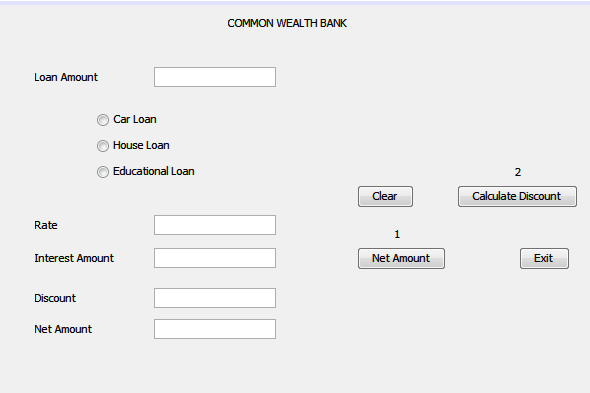 COMMON WEALTH BANK
Loan Amount
Car Loan
House Loan
Educational Loan
2
Clear
Calculate Discount
Rate
1
Interest Amount
Net Amount
Exit
Discount
Net Amount